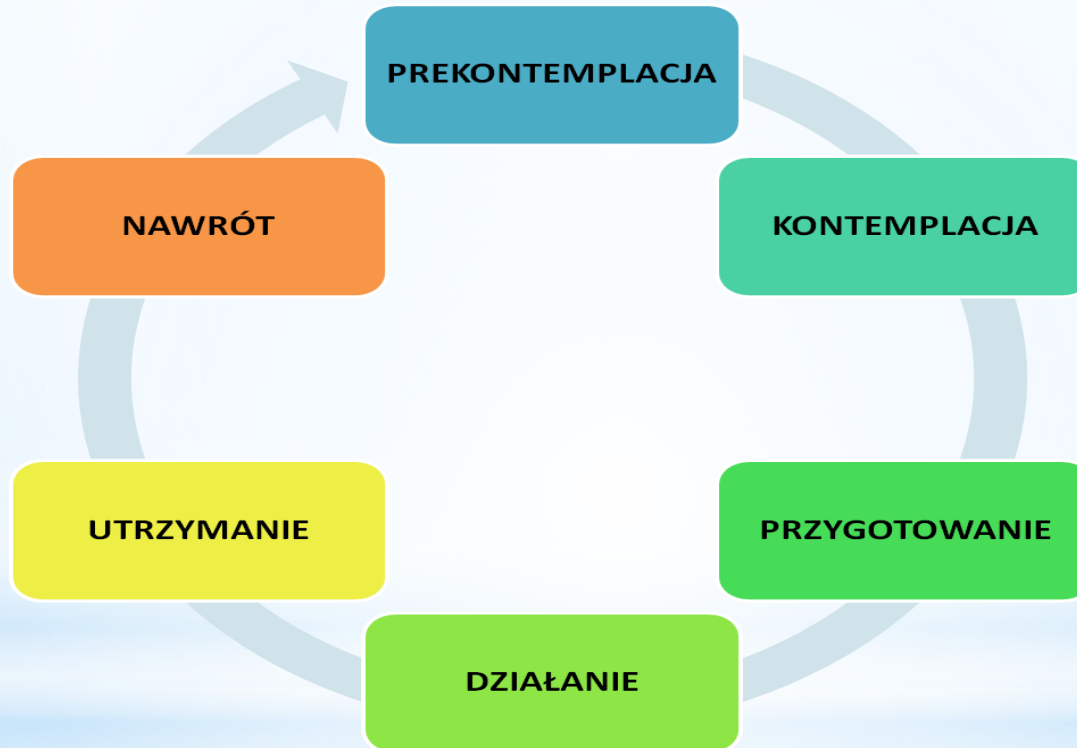 PREKONTEMPLACJA
KONTEMPLACJA
PRZYGOTOWANIE
DZIAŁANIE
UTRZYMANIE
NAWRÓT